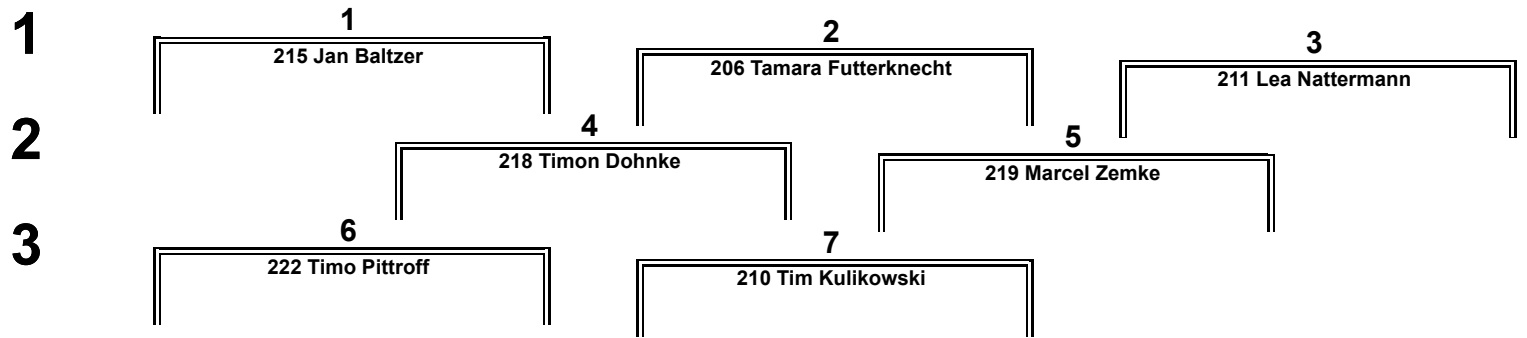 1
1
215 Jan Baltzer
2
206 Tamara Futterknecht
3
211 Lea Nattermann
2
4
218 Timon Dohnke
5
219 Marcel Zemke
3
6
222 Timo Pittroff
7
210 Tim Kulikowski